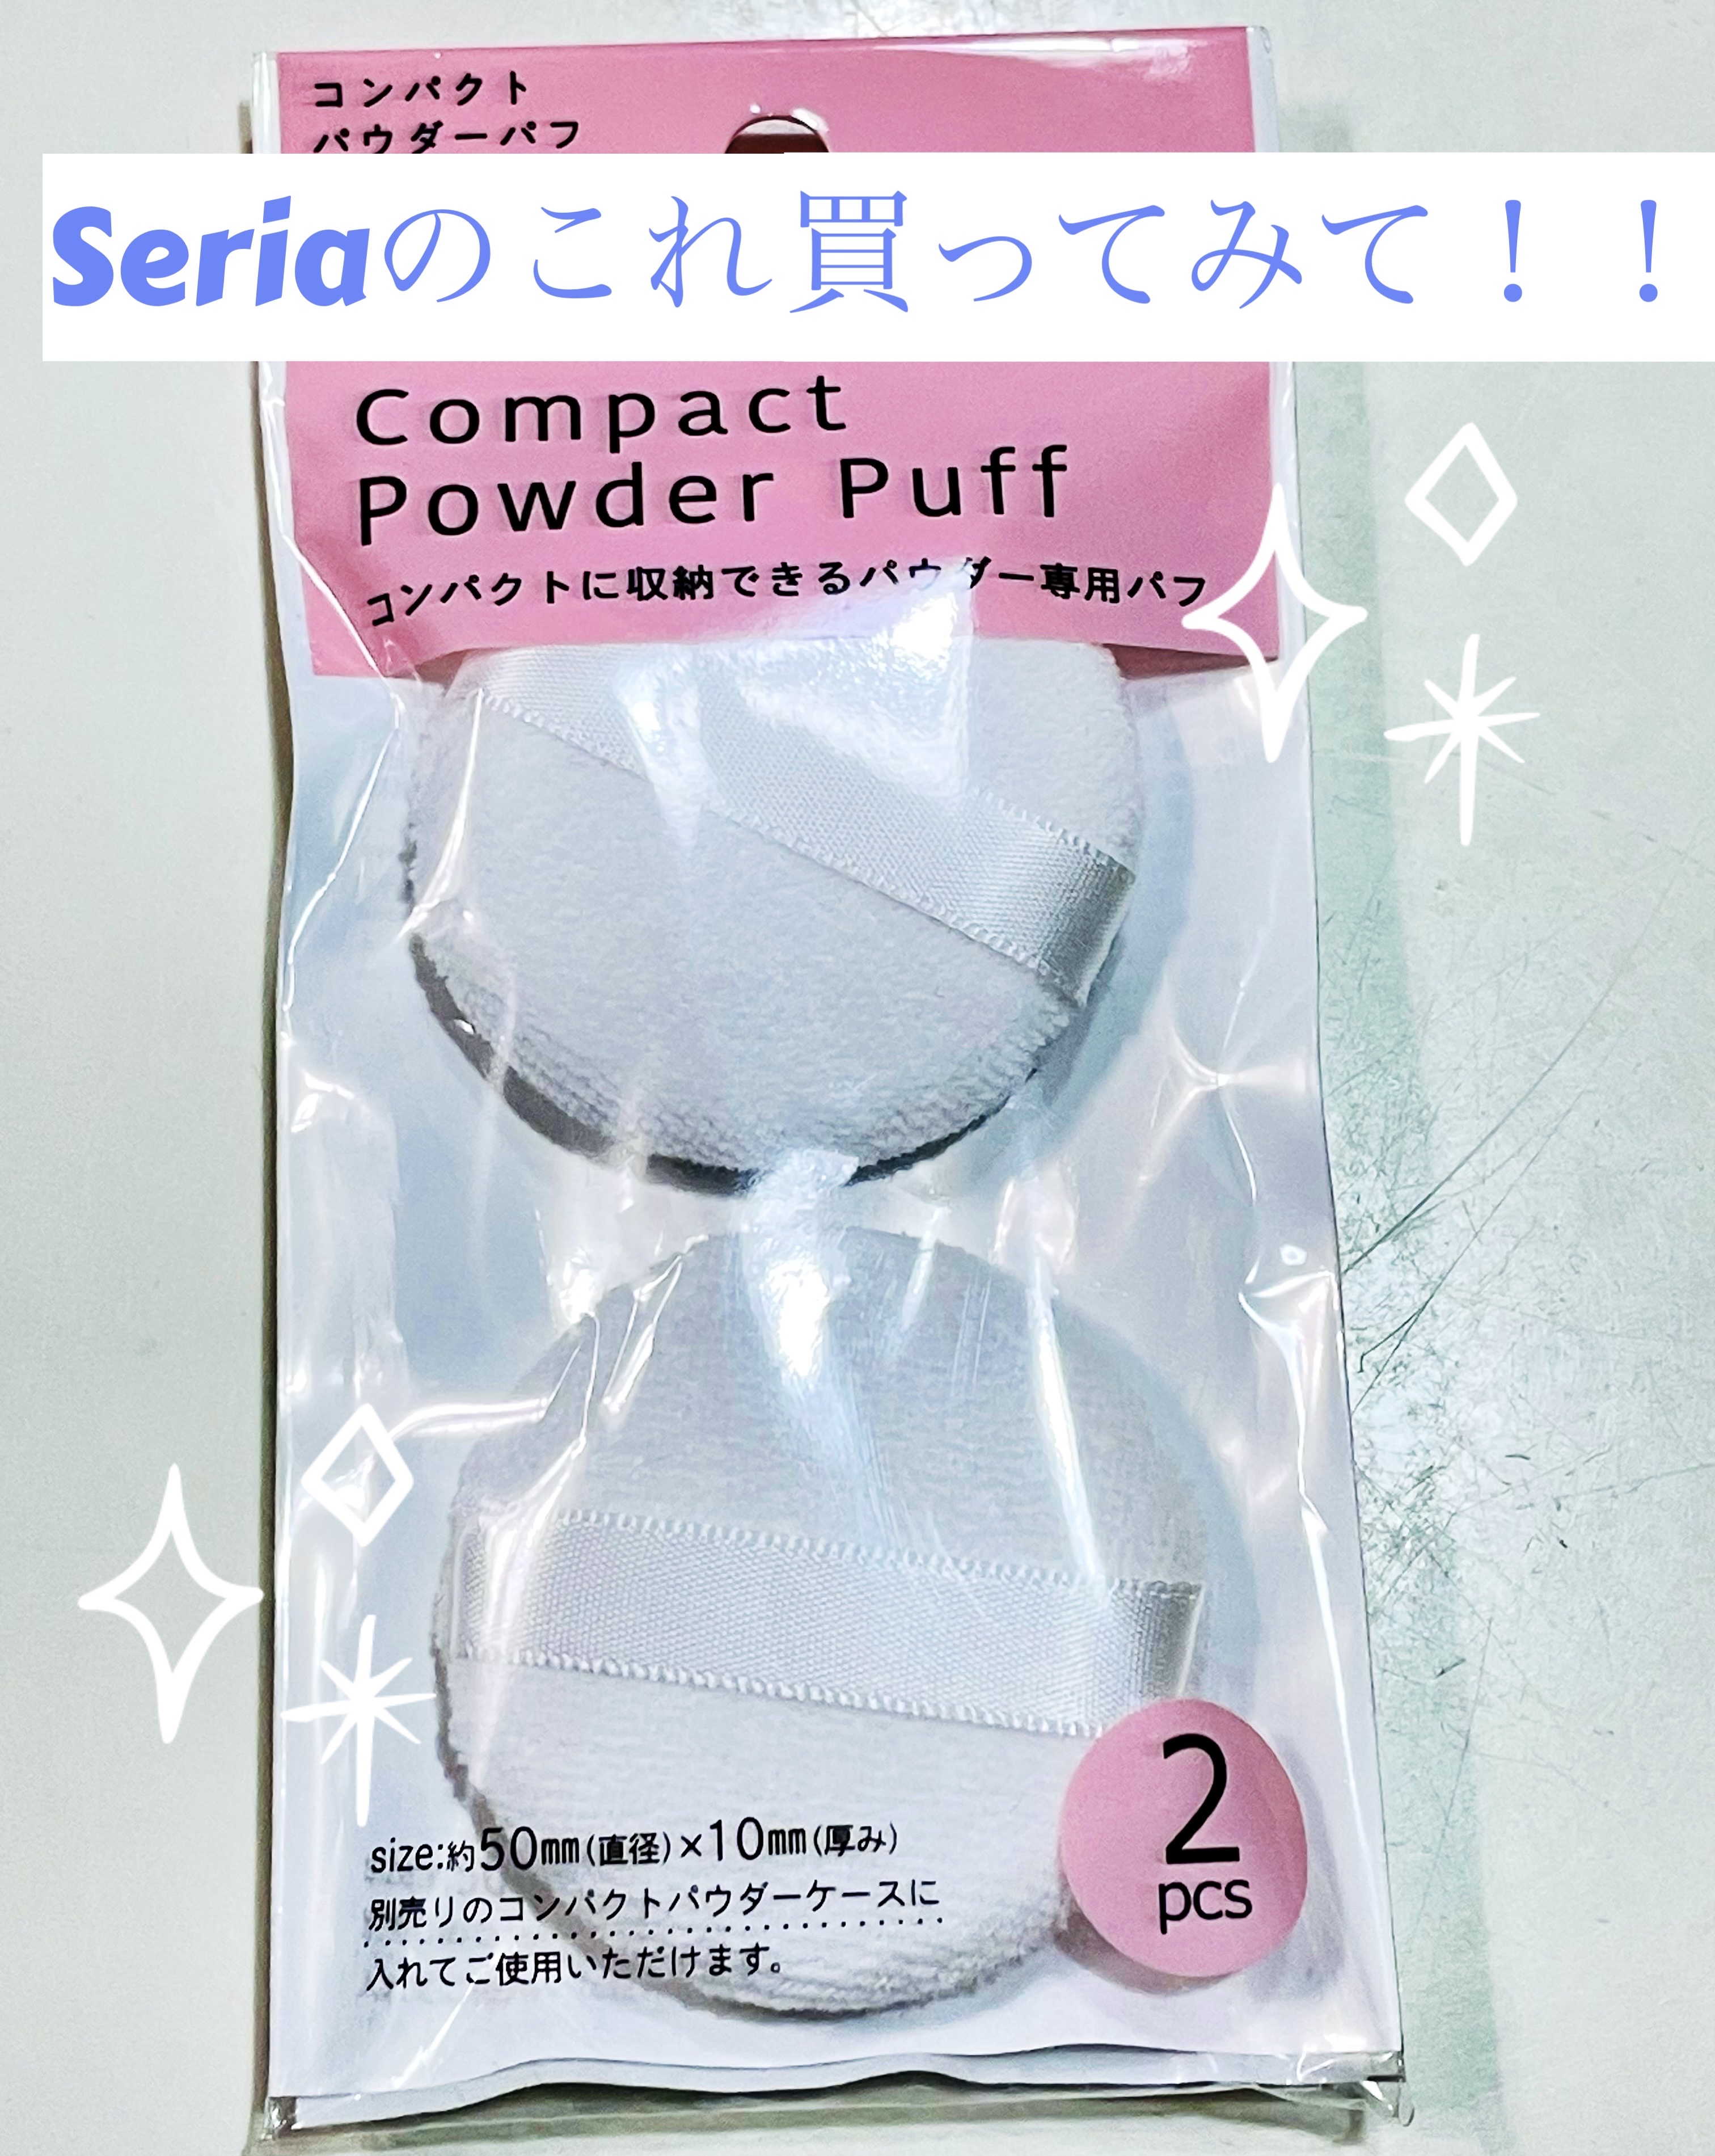 コンパクト
パウダーパフ
Seriaのこれ買ってみて！！
Compact
Powder Puff
コンパクトに収納できるパウダー専用パフ
2
pcs
size:約50mm(直径)×10mm(厚み)
別売りのコンパクトパウダーケースに
入れてご使用いただけます。